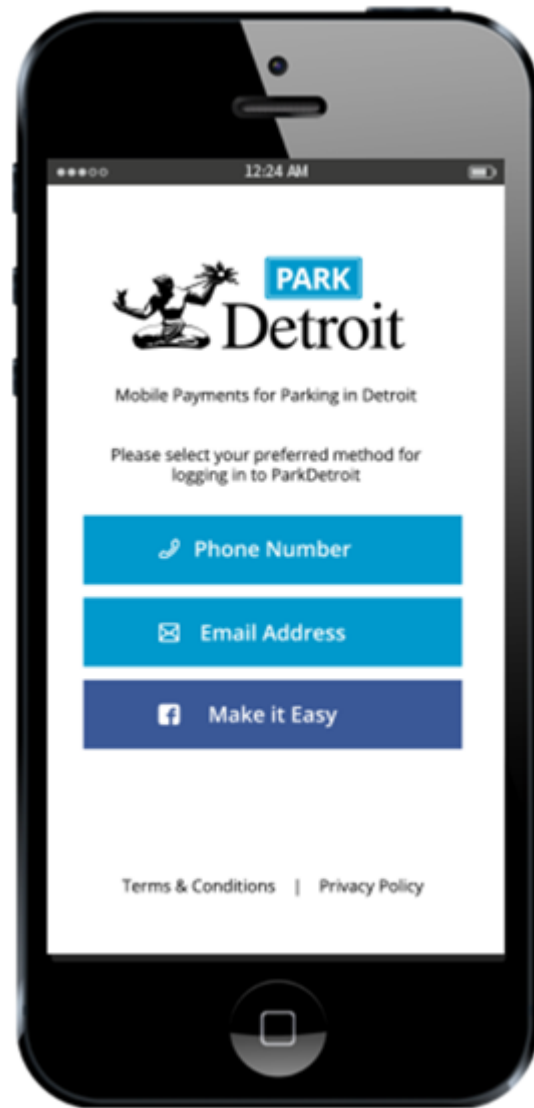 12:24 AM
PARK
Detroit
Mobile Payments for Parking in Detroit
Please select your preferred method for
logging in to ParkDetroit
Phone Number
Email Address
Make it Easy
Terms & Conditions | Privacy Policy